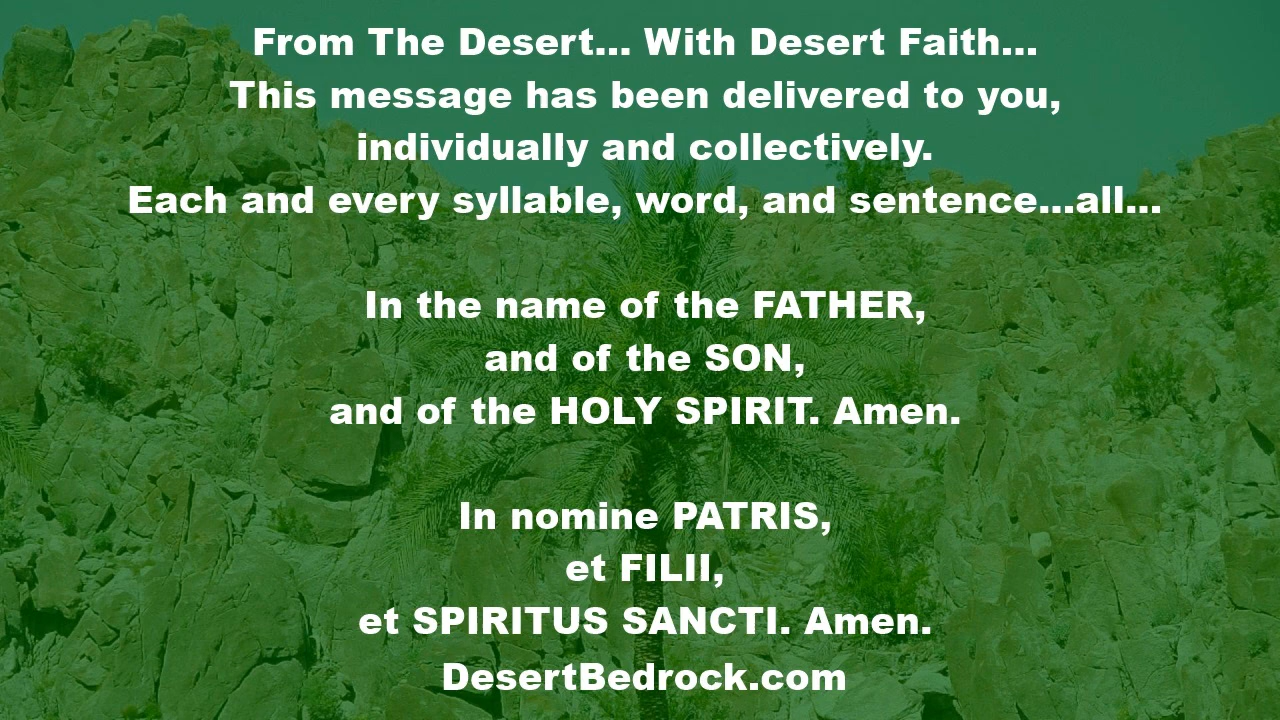 From The Desert... With Desert Faith...
This message has been delivered to you,
individually and collectively.
Each and every syllable, word, and sentence...all...
In the name of the FATHER,
and of the SON,
and of the HOLY SPIRIT. Amen.
In nomine PATRIS,
et FILII,
et SPIRITUS SANCTI. Amen.
DesertBedrock.com